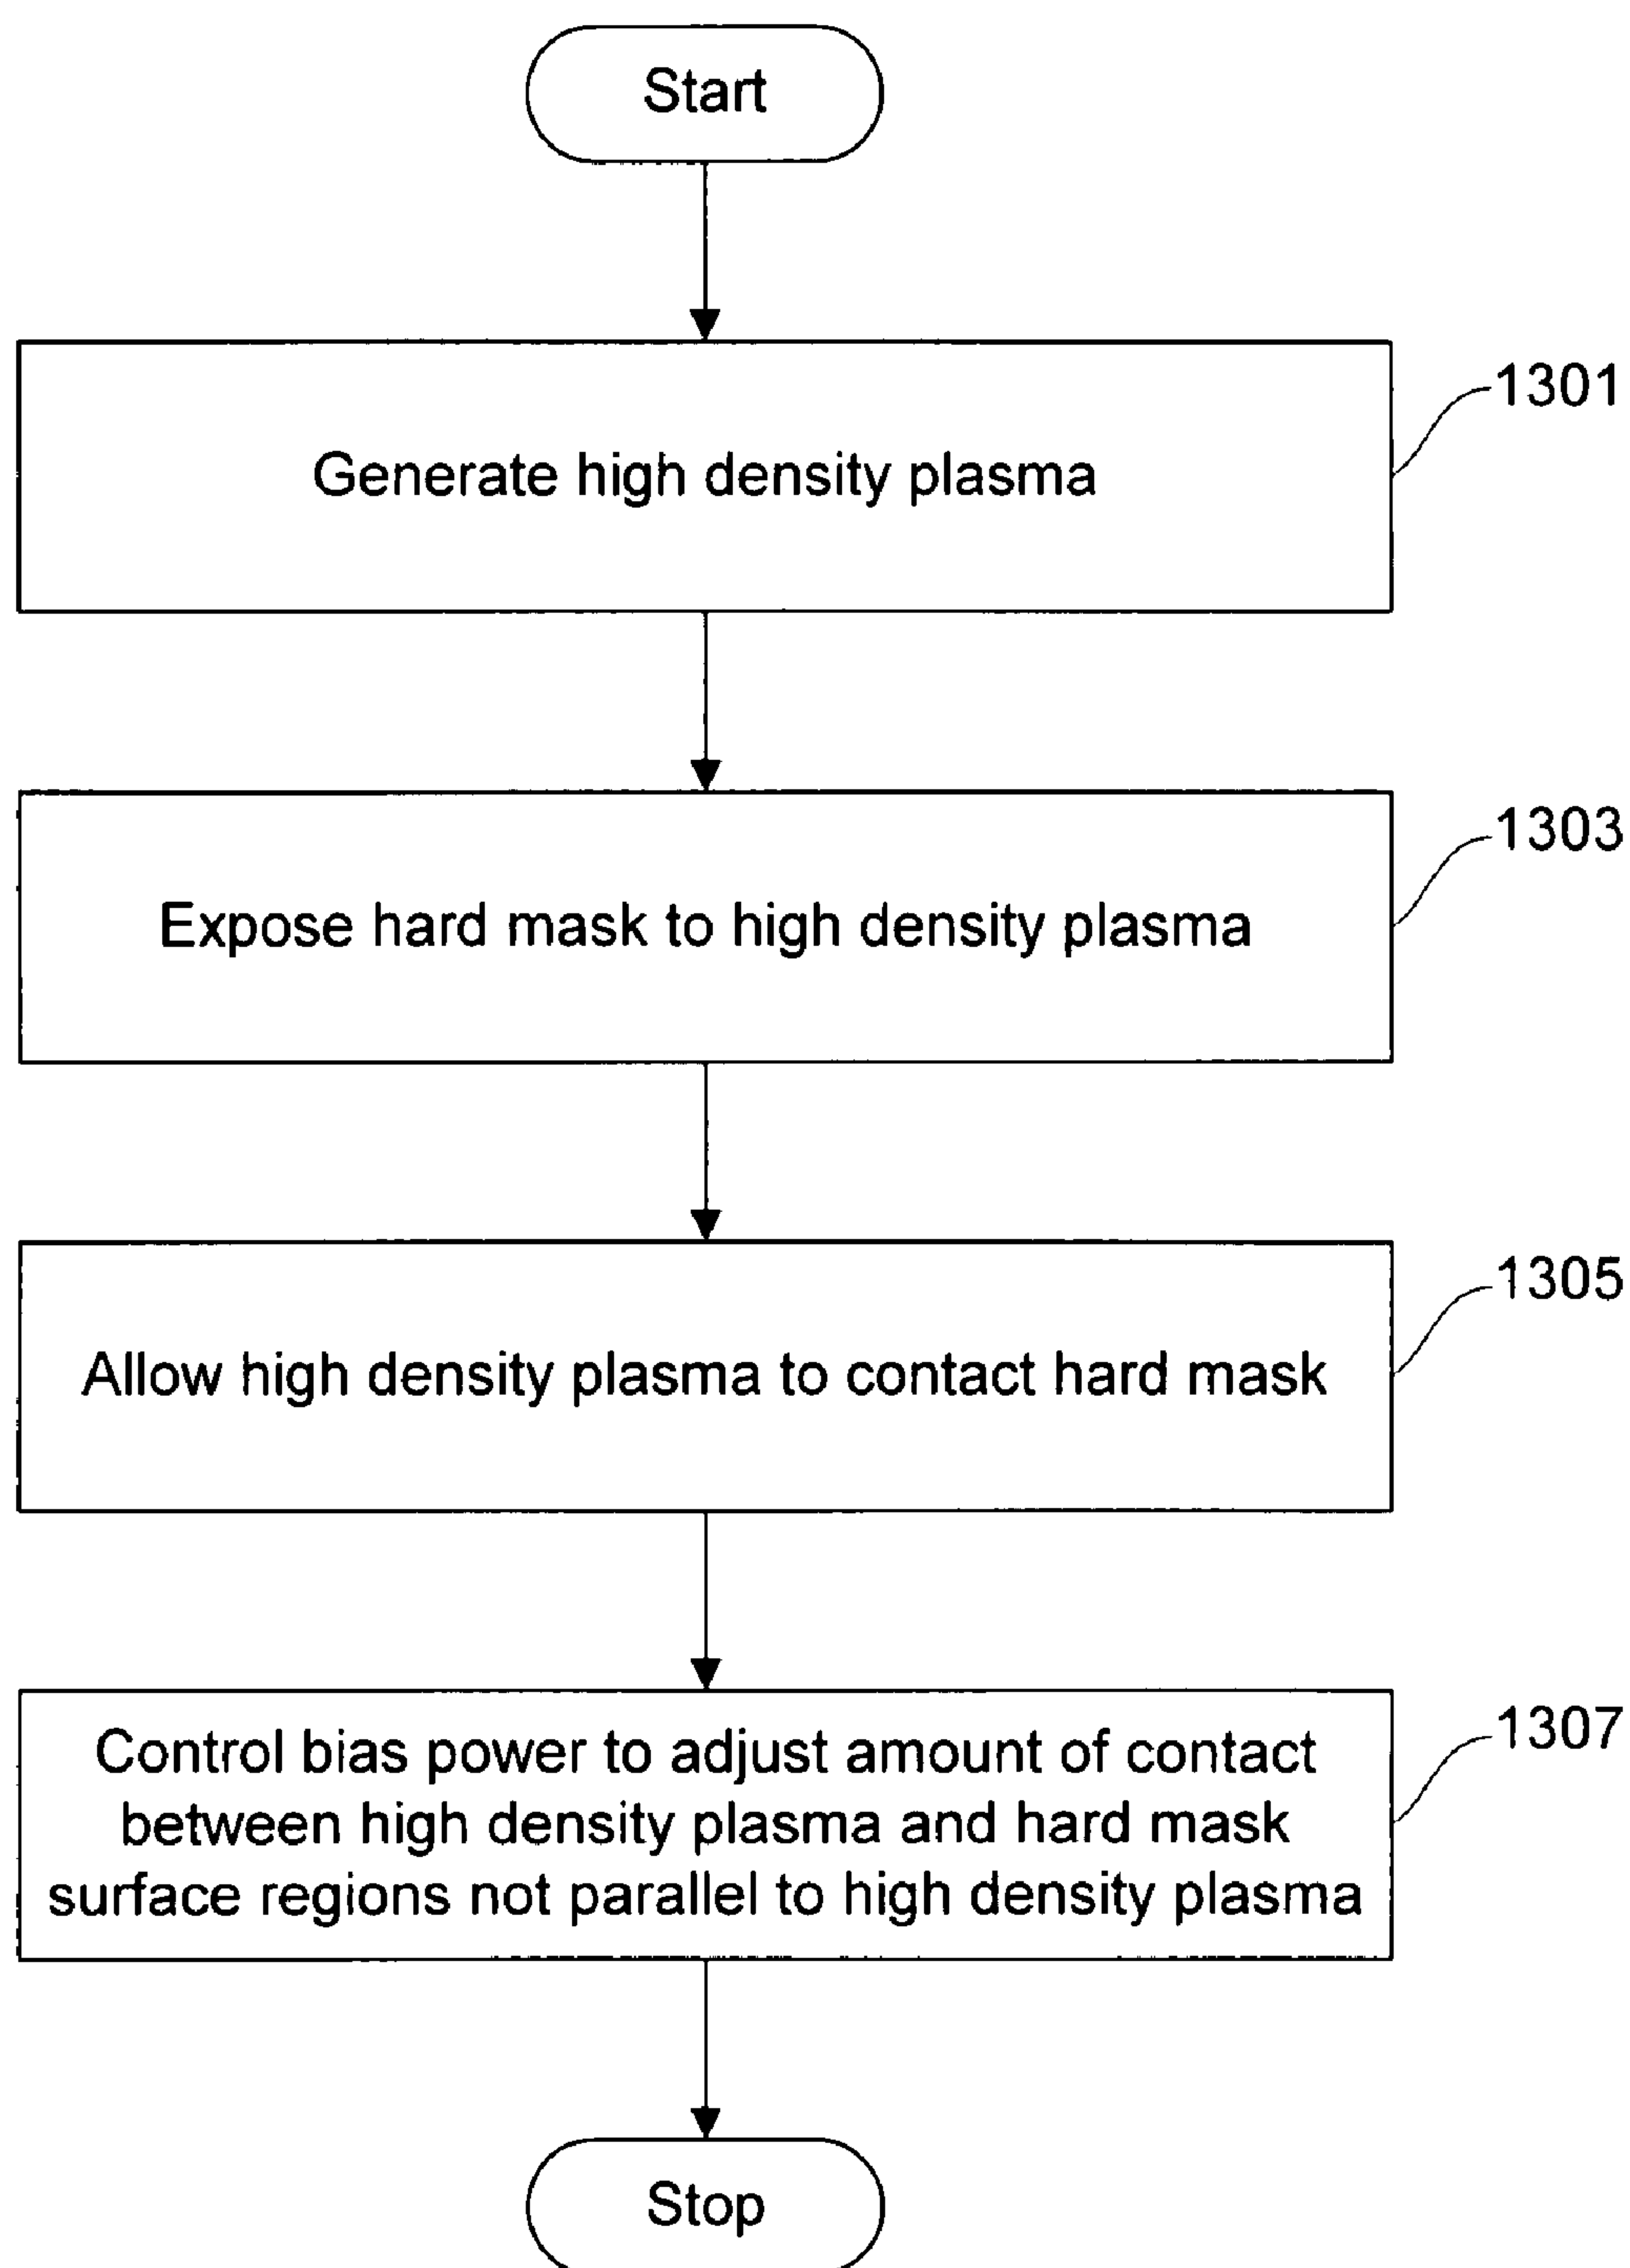 Start
1301
Generate high density plasma
1303
Expose hard mask to high density plasma
1305
Allow high density plasma to contact hard mask
1307
Control bias power to adjust amount of contact
between high density plasma and hard mask
surface regions not parallel to high density plasma
Stop